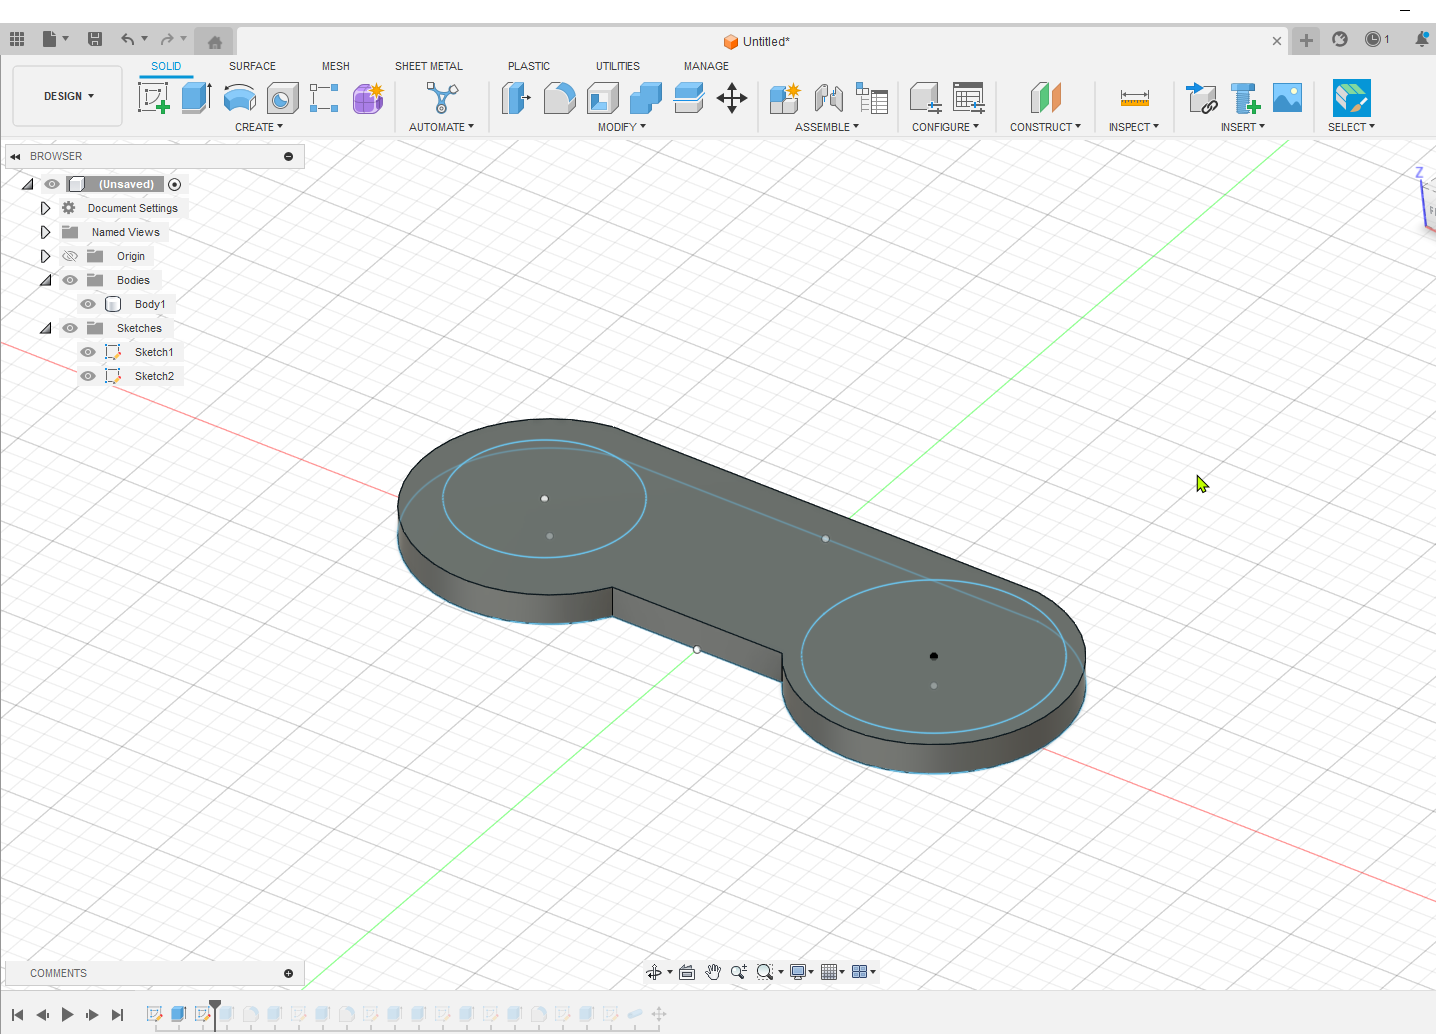 Untitled*
1
SOLID SURFACE MESH SHEET METAL PLASTIC UTILITIES MANAGE
DESIGN
CREATE AUTOMATE MODIFY ASSEMBLE CONFIGURE CONSTRUCT INSPECT INSERT SELECT
BROWSER
(Unsaved)
Document Settings
Named Views
Origin
Bodies
Body1
Sketches
Sketch1
Sketch2
Z
COMMENTS